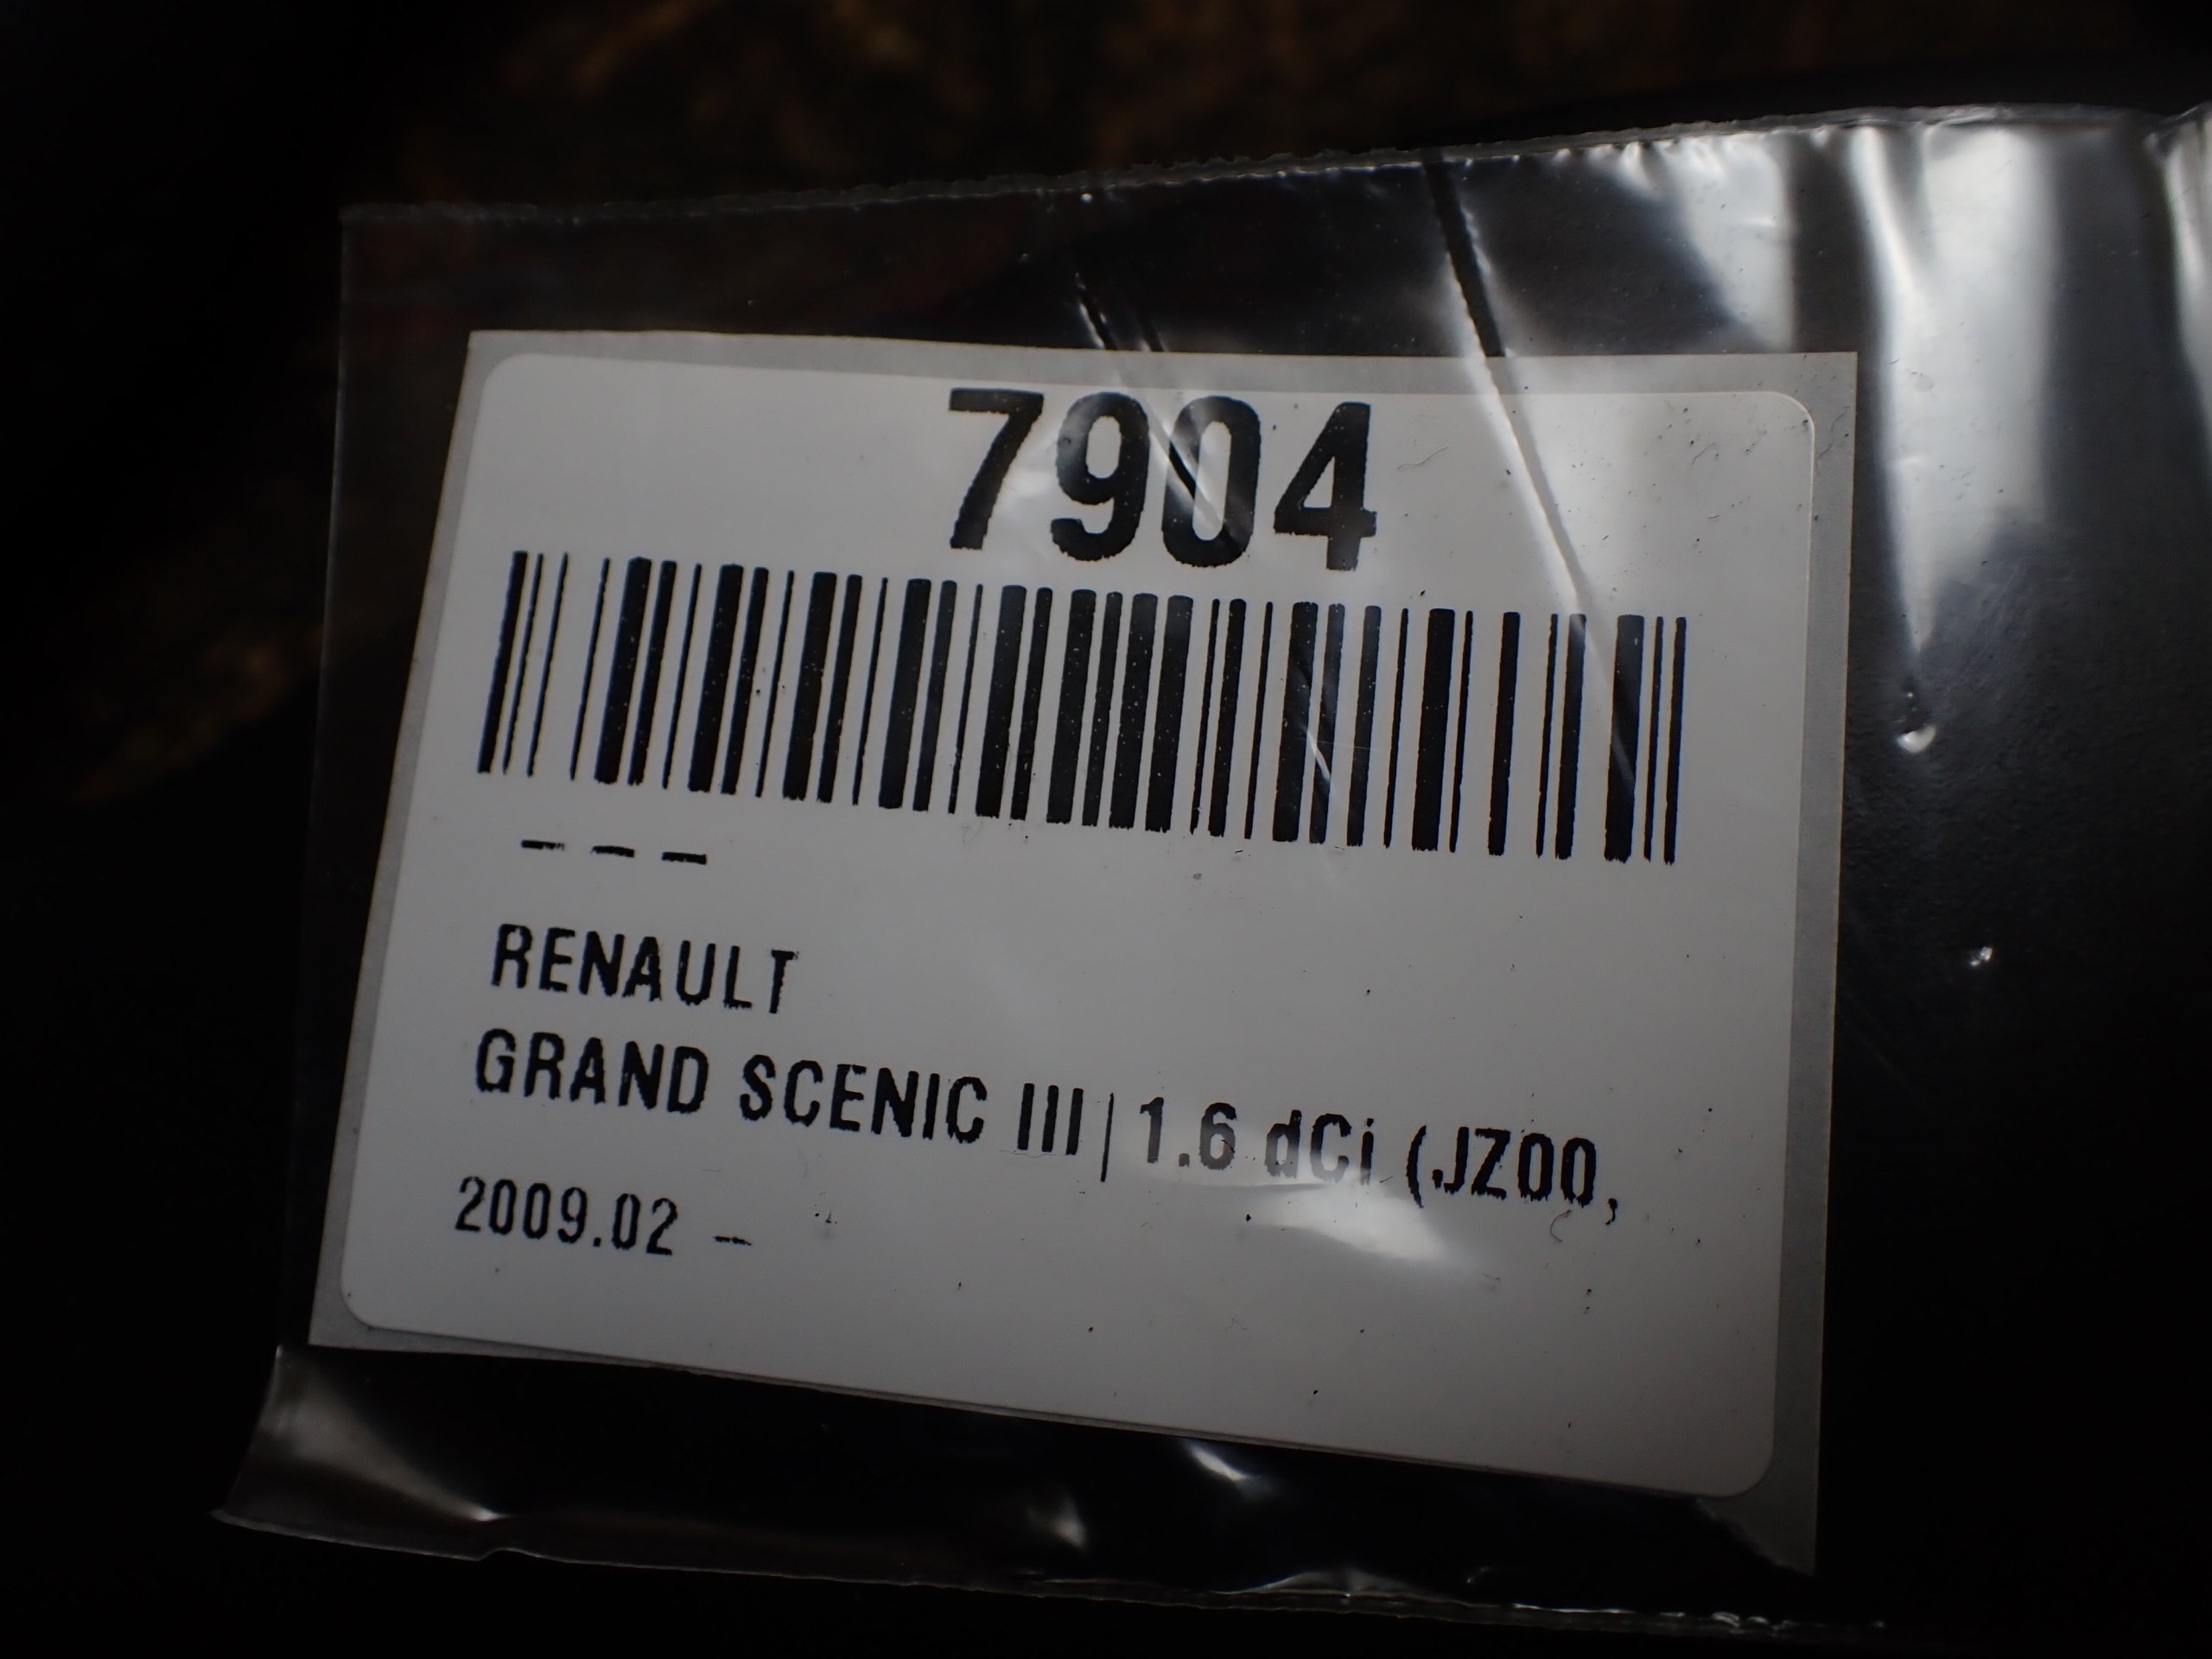 7904
– – –
RENAULT
GRAND SCENIC III | 1.6 dCi (JZ00,
2009.02 –